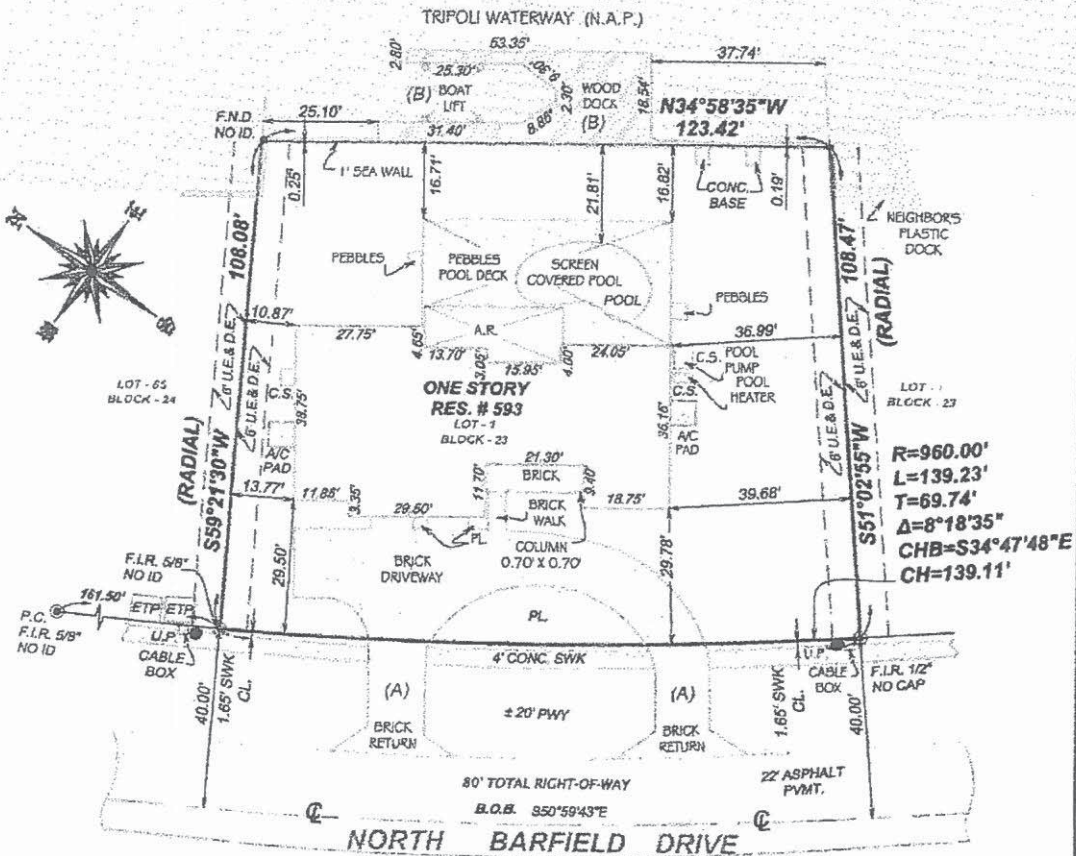 TRIPOLI WATERWAY (N.A.P.)
53.35'
2.80'
37.74'
25.30'
9.30'
(B) BOAT
LIFT
2.30'
WOOD
DOCK
(B)
18.54'
N34°58'35"W
123.42'
F.N.D.
NO ID.
25.10'
31.40'
8.85'
1' SEA WALL
0.25'
16.71'
21.81'
16.82'
CONC.
BASE
0.19'
NEIGHBORS
PLASTIC
DOCK
108.08'
108.47'
(RADIAL)
PEBBLES
PEBBLES
POOL DECK
SCREEN
COVERED POOL
POOL
PEBBLES
10.87'
27.75'
4.65'
A.R.
13.70'
3.05'
15.95'
4.00'
24.05'
36.99'
C.S.
POOL
PUMP
POOL
HEATER
6' U.E.& D.E.
6' U.E.& D.E.
LOT - 65
BLOCK - 24
C.S.
38.75'
ONE STORY
RES. # 593
LOT - 1
BLOCK - 23
36.16'
C.S.
6' U.E.& D.E.
LOT - 1
BLOCK - 23
A/C
PAD
A/C
PAD
(RADIAL)
S59°21'30"W
S51°02'55"W
R=960.00'
L=139.23'
T=69.74'
Δ=8°18'35"
CHB=S34°47'48"E
CH=139.11'
21.30'
BRICK
11.70'
9.40'
13.77'
11.85'
3.35'
29.50'
BRICK
WALK
18.75'
39.68'
PL
COLUMN
0.70' X 0.70'
BRICK
DRIVEWAY
29.50'
29.78'
F.I.R. 5/8"
NO ID
161.50'
P.C.
F.I.R. 5/8"
NO ID
ETP ETP
U.P.
CABLE
BOX
PL.
4' CONC. SWK
U.P.
CABLE
BOX
F.I.R. 1/2"
NO CAP
40.00'
1.65' SWK
CL.
(A)
BRICK
RETURN
± 20' PWY
(A)
BRICK
RETURN
1.65' SWK
CL.
40.00'
80' TOTAL RIGHT-OF-WAY
22' ASPHALT
PVMT.
CL
B.O.B. S50°59'43"E
CL
NORTH BARFIELD DRIVE